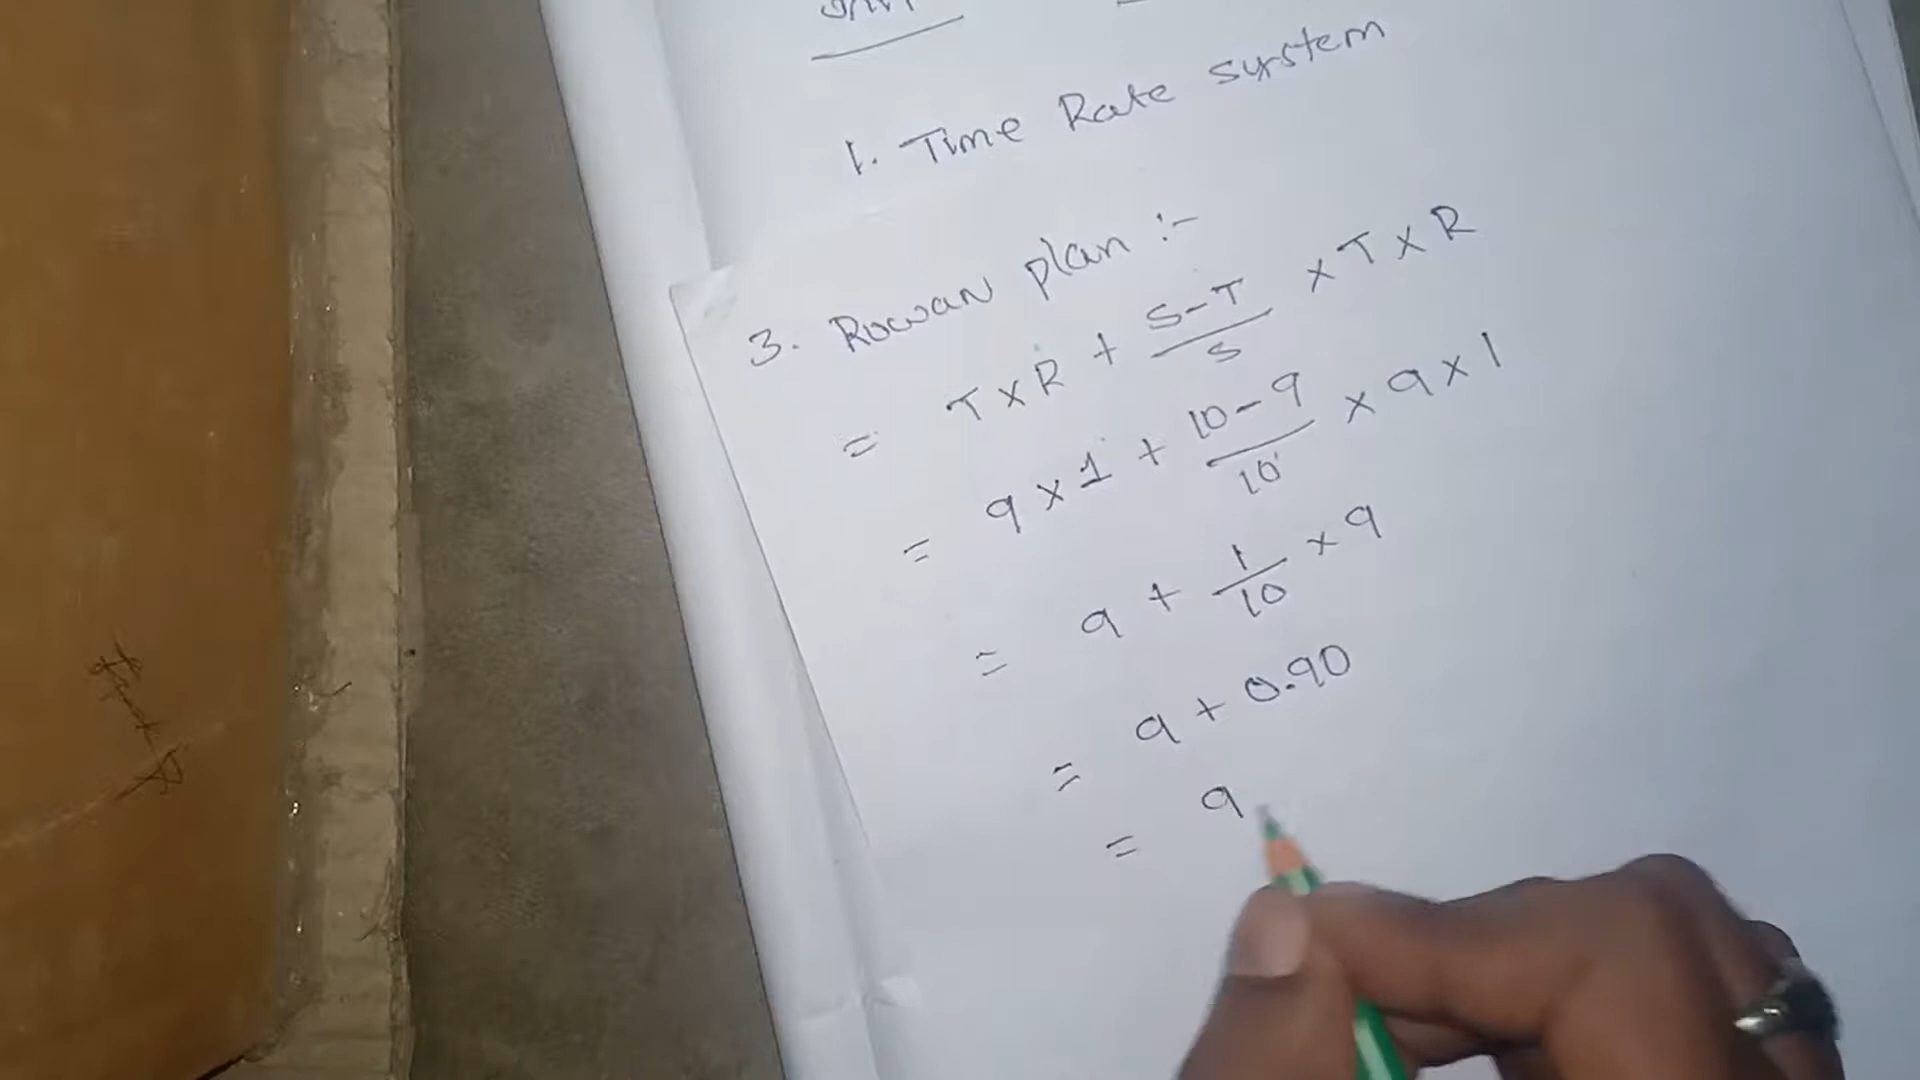 1. Time Rate system
3. Rowan plan :-
= T x R + S-T/S x T x R
= 9 x 1 + 10-9/10 x 9 x 1
= 9 + 1/10 x 9
= 9 + 0.90
= 9